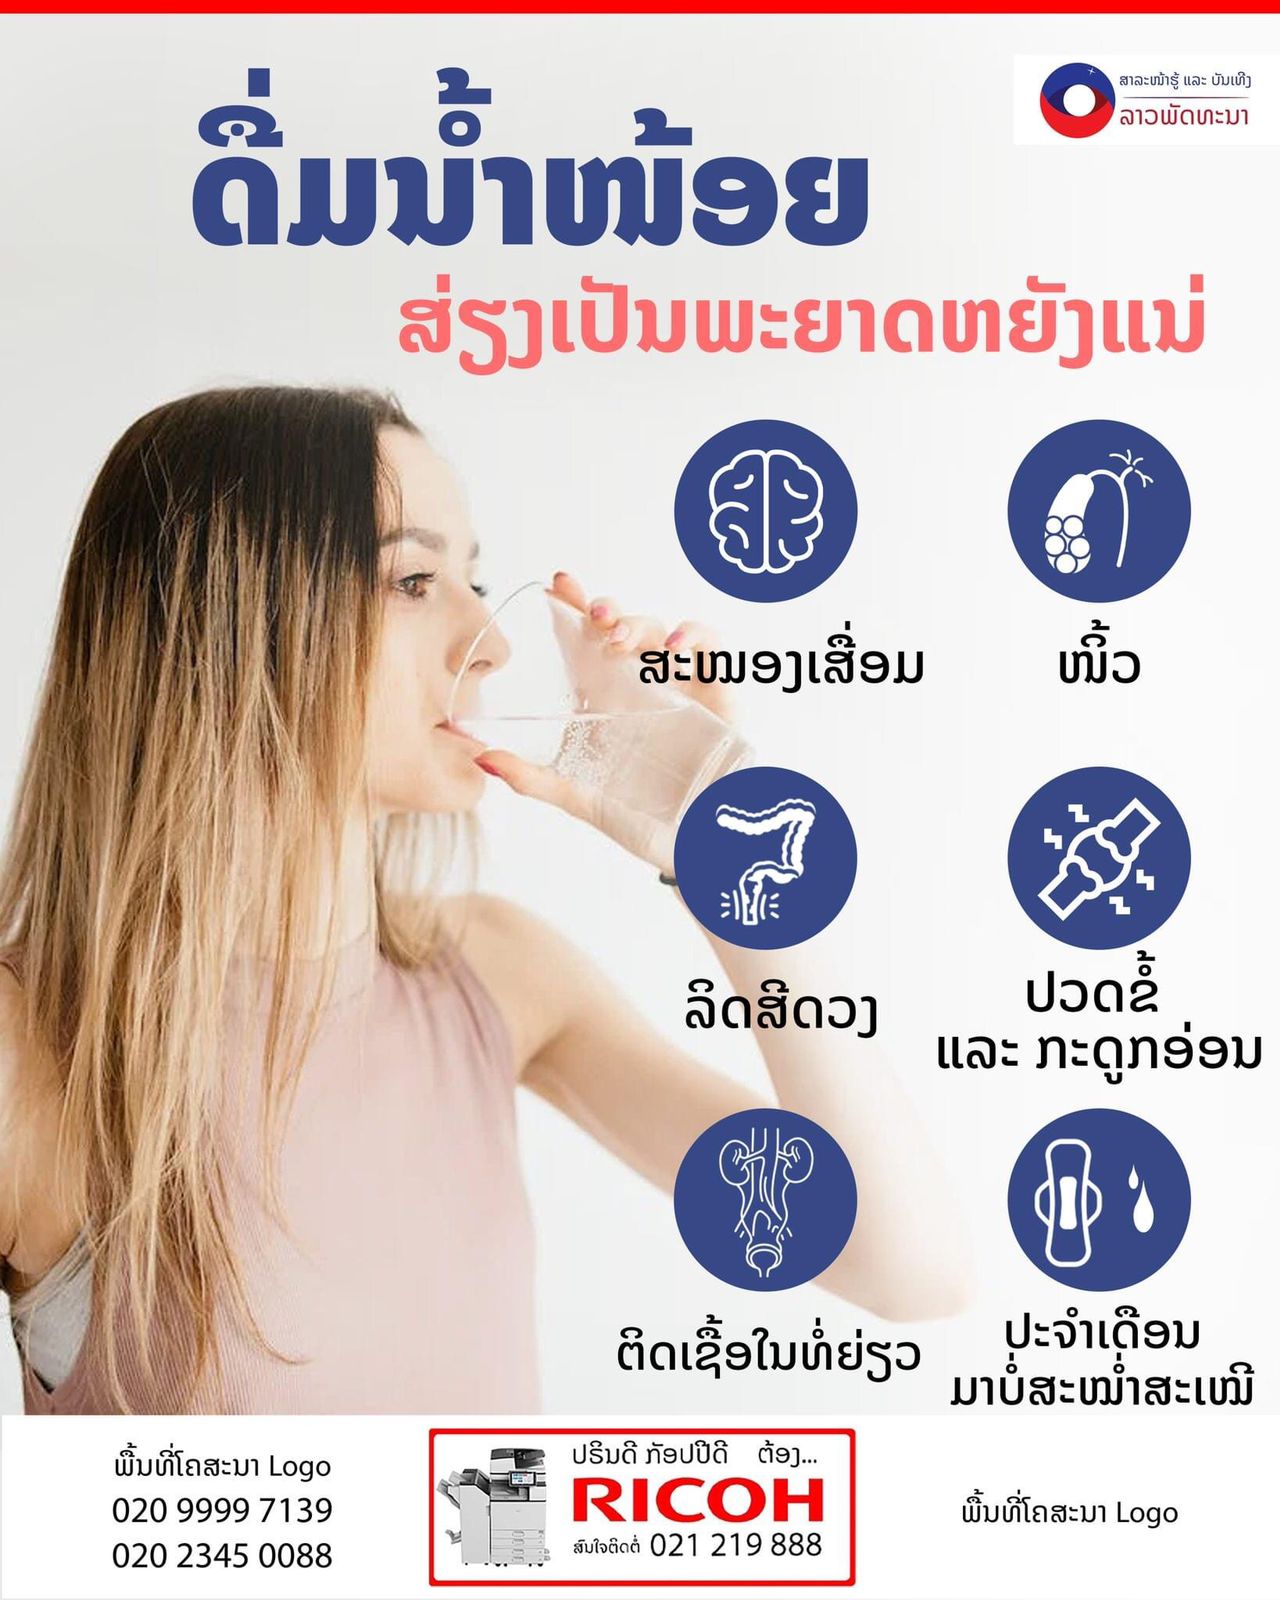 ສາລະໜ້າຮູ້ ແລະ ບັນເທີງ
ລາວພັດທະນາ
ດື່ມນ້ຳໜ້ອຍ
ສ່ຽງເປັນພະຍາດຫຍັງແນ່
ສະໝອງເສື່ອມ
ໜິ້ວ
ລິດສີດວງ
ປວດຂໍ້
ແລະ ກະດູກອ່ອນ
ຕິດເຊື້ອໃນທໍ່ຍ່ຽວ
ປະຈຳເດືອນ
ມາບໍ່ສະໝ່ຳສະເໝີ
ພື້ນທີ່ໂຄສະນາ Logo
020 9999 7139
020 2345 0088
ປຣິນດີ ກັອປປີດີ ຕ້ອງ...
RICOH
ສົນໃຈຕິດຕໍ່ 021 219 888
ພື້ນທີ່ໂຄສະນາ Logo